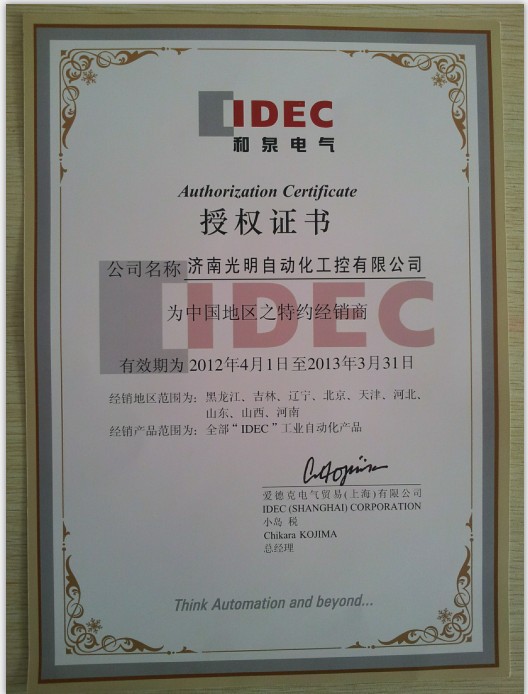 IDEC
和泉电气
Authorization Certificate
授权证书
公司名称 济南光明自动化工控有限公司
IDEC
为中国地区之特约经销商
有效期为 2012年4月1日至2013年3月31日
经销地区范围为：黑龙江、吉林、辽宁、北京、天津、河北、
山东、山西、河南
经销产品范围为：全部“IDEC”工业自动化产品
爱德克电气贸易(上海)有限公司
IDEC (SHANGHAI) CORPORATION
小岛 税
Chikara KOJIMA
总经理
Think Automation and beyond...